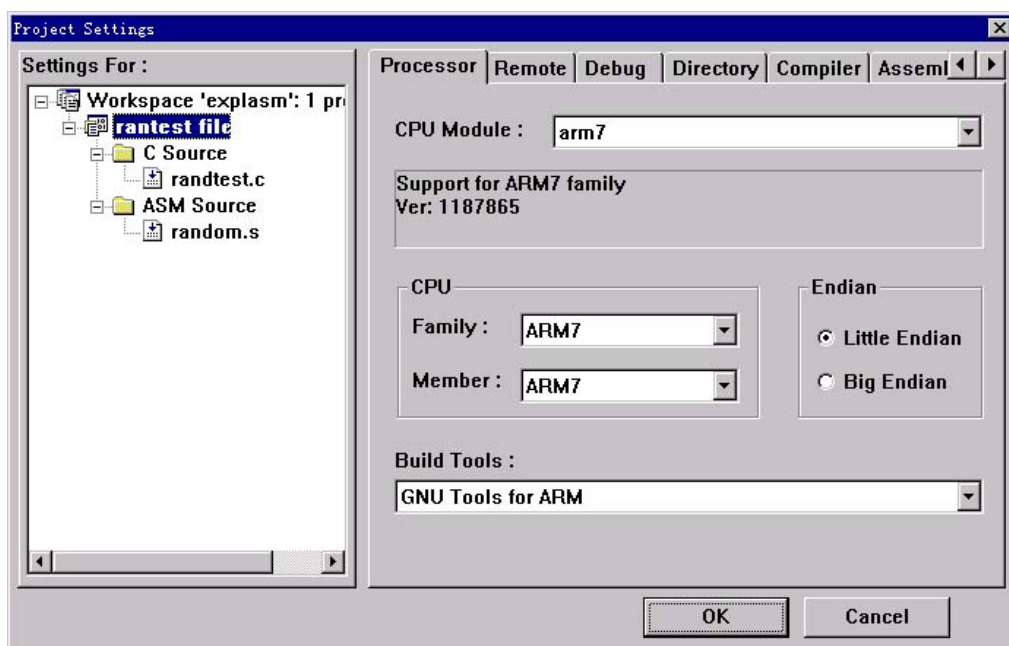 Project Settings
Settings For :
Workspace 'explasm': 1 pr
rantest file
C Source
randtest.c
ASM Source
random.s
Processor
Remote
Debug
Directory
Compiler
Asseml
CPU Module :
arm7
Support for ARM7 family
Ver: 1187865
CPU
Family :
ARM7
Member :
ARM7
Endian
Little Endian
Big Endian
Build Tools :
GNU Tools for ARM
OK
Cancel